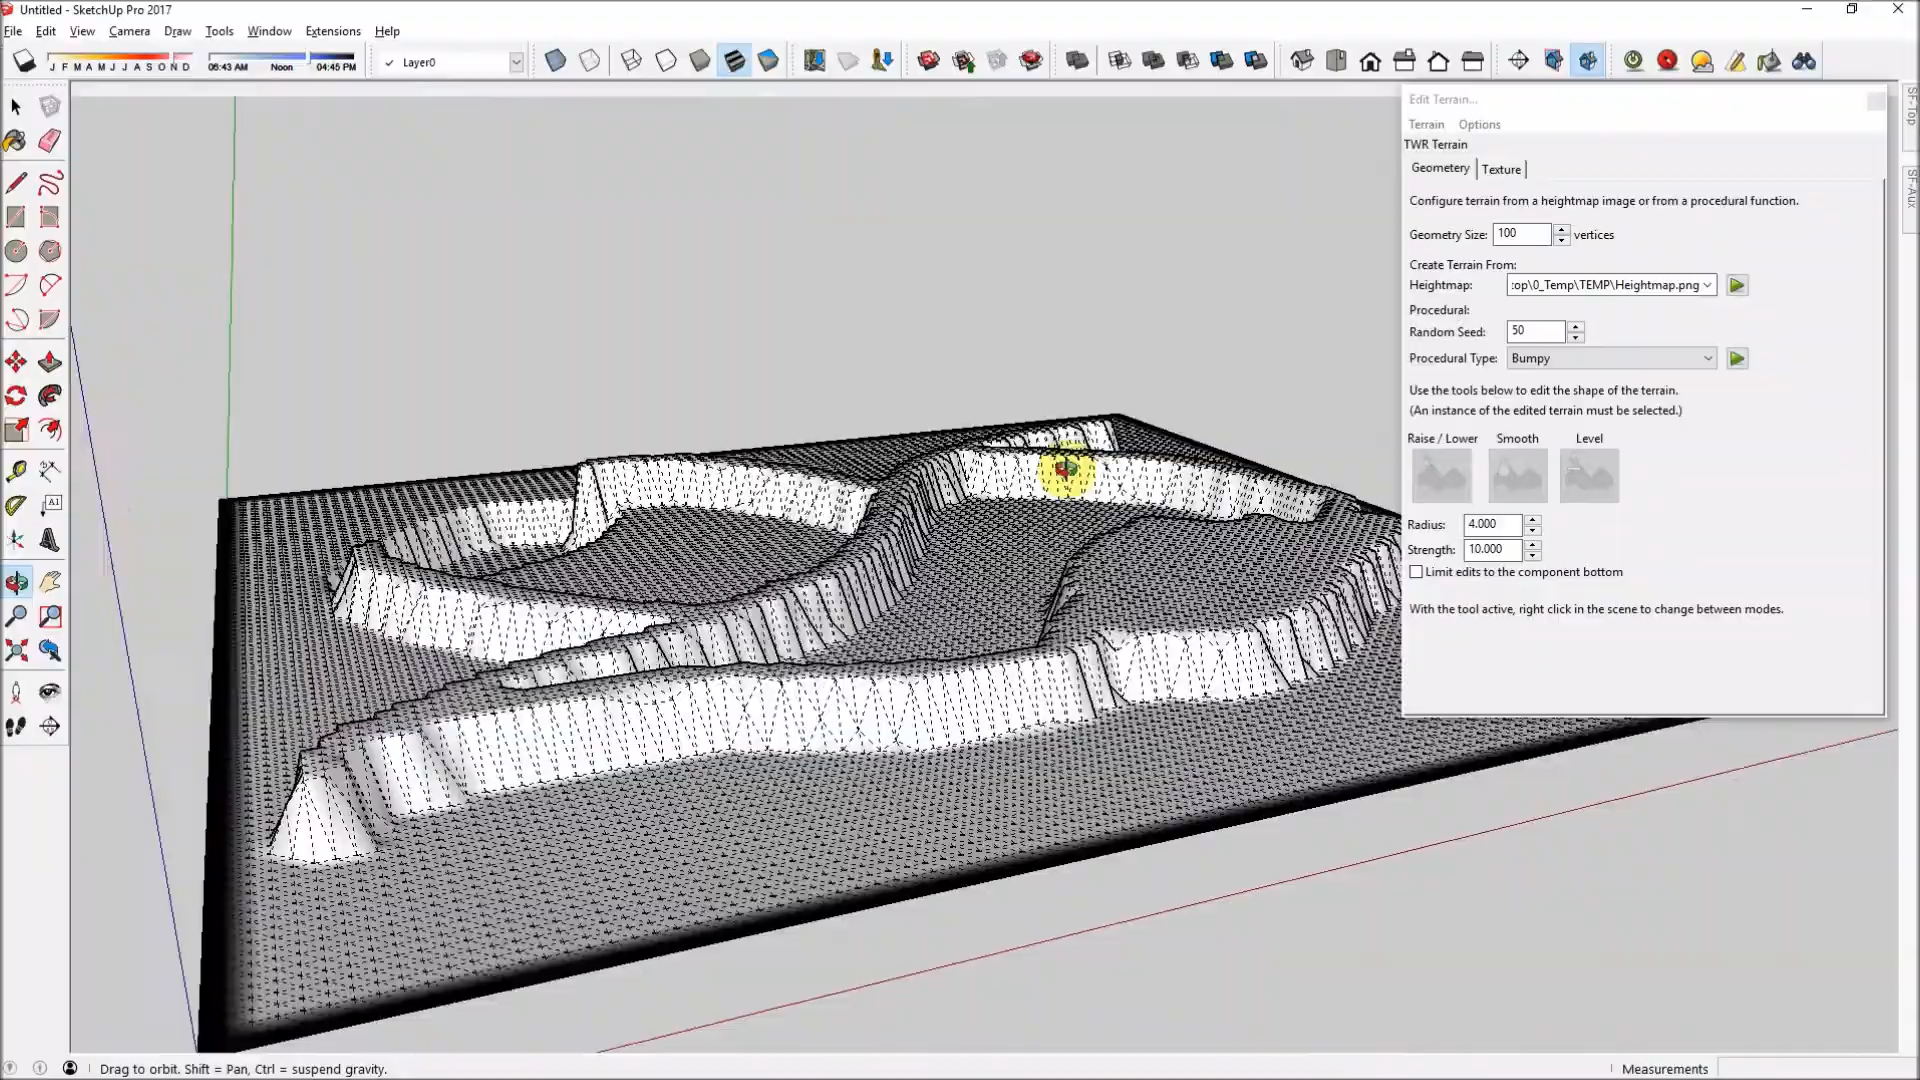 Untitled - SketchUp Pro 2017
File Edit View Camera Draw Tools Window Extensions Help
J F M A M J J A S O N D
06:43 AM Noon 04:45 PM
Layer0
SF-Top
SF-Aux
Edit Terrain...
Terrain Options
TWR Terrain
Geometery Texture
Configure terrain from a heightmap image or from a procedural function.
Geometry Size: 100 vertices
Create Terrain From:
Heightmap: :op\0_Temp\TEMP\Heightmap.png
Procedural:
Random Seed: 50
Procedural Type: Bumpy
Use the tools below to edit the shape of the terrain.
(An instance of the edited terrain must be selected.)
Raise / Lower Smooth Level
Radius: 4.000
Strength: 10.000
Limit edits to the component bottom
With the tool active, right click in the scene to change between modes.
AI
Drag to orbit. Shift = Pan, Ctrl = suspend gravity.
Measurements